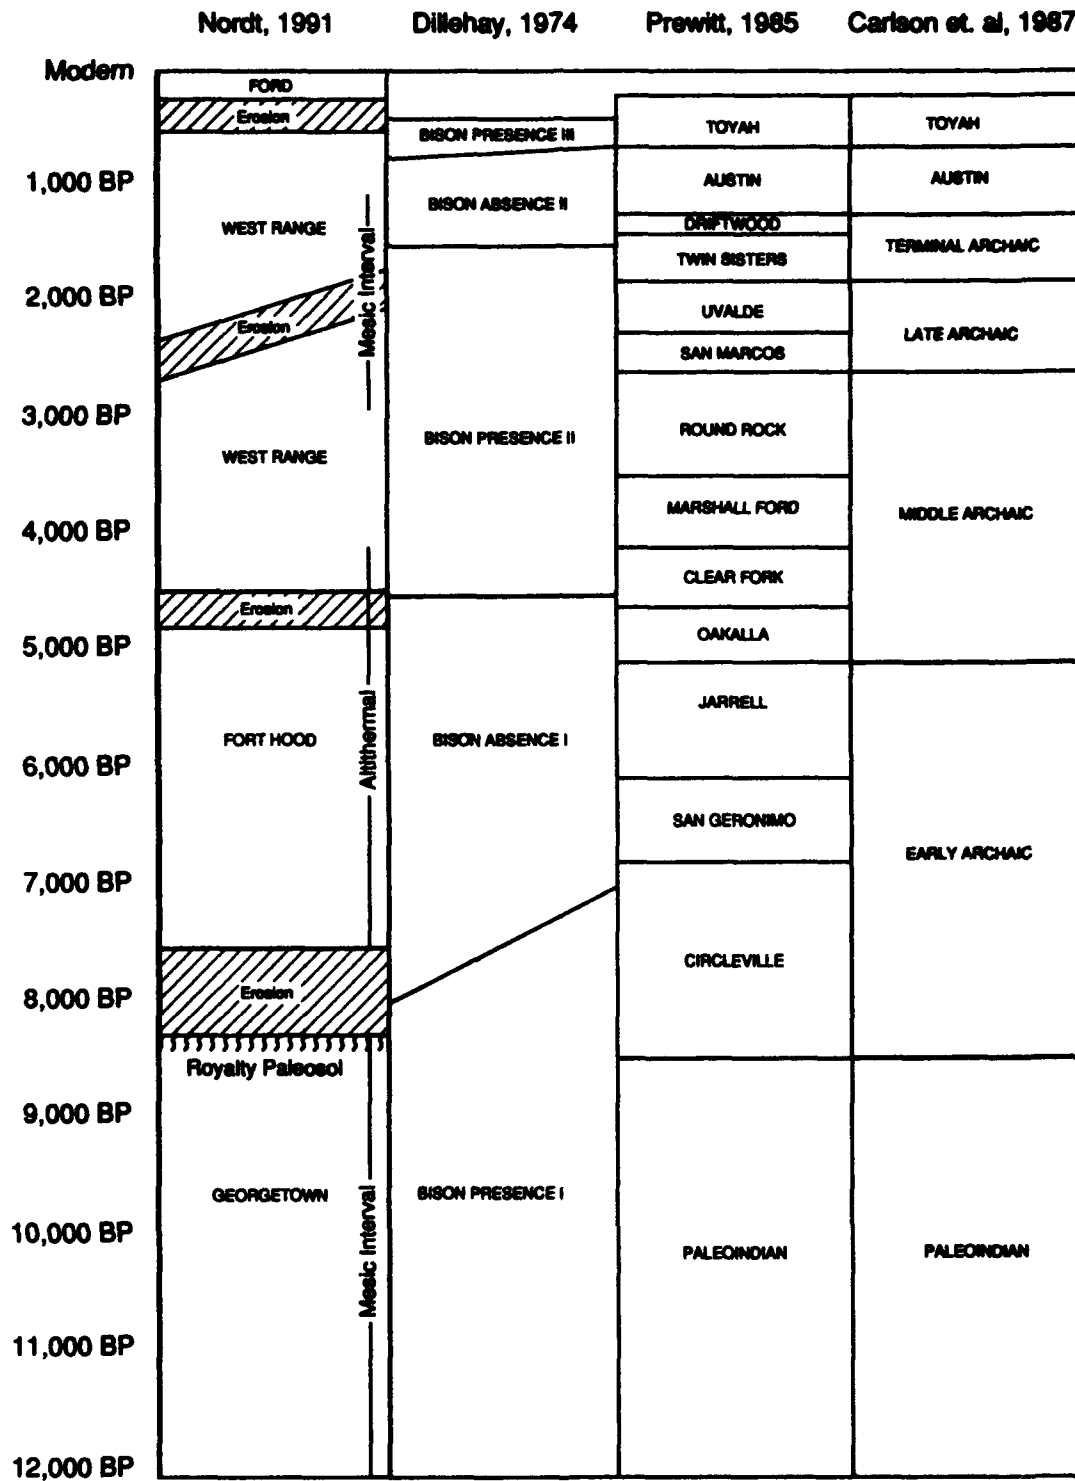 Nordt, 1991 Dillehay, 1974 Prewitt, 1985 Carlson et. al, 1987
Modern
FORD
Erosion
BISON PRESENCE III
TOYAH
TOYAH
1,000 BP
AUSTIN
AUSTIN
BISON ABSENCE II
WEST RANGE
DRIFTWOOD
TERMINAL ARCHAIC
TWIN SISTERS
Mesic Interval
2,000 BP
UVALDE
Erosion
LATE ARCHAIC
SAN MARCOS
3,000 BP
ROUND ROCK
BISON PRESENCE II
WEST RANGE
MARSHALL FORD
MIDDLE ARCHAIC
4,000 BP
CLEAR FORK
Erosion
OAKALLA
5,000 BP
JARRELL
FORT HOOD
Altithermal
BISON ABSENCE I
6,000 BP
SAN GERONIMO
EARLY ARCHAIC
7,000 BP
CIRCLEVILLE
Erosion
8,000 BP
Royalty Paleosol
9,000 BP
GEORGETOWN
BISON PRESENCE I
10,000 BP
Mesic Interval
PALEOINDIAN
PALEOINDIAN
11,000 BP
12,000 BP